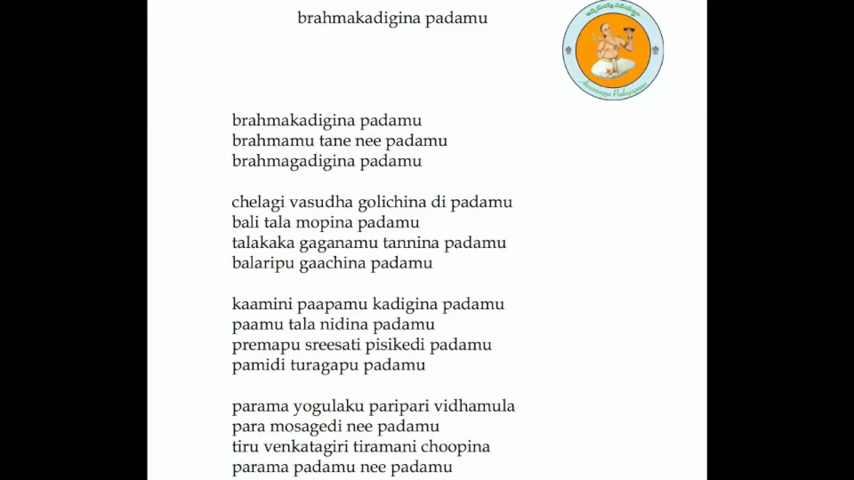 brahmakadigina padamu
brahmakadigina padamu
brahmamu tane nee padamu
brahmagadigina padamu
chelagi vasudha golichina di padamu
bali tala mopina padamu
talakaka gaganamu tannina padamu
balaripu gaachina padamu
kaamini paapamu kadigina padamu
paamu tala nidina padamu
premapu sreesati pisikedi padamu
pamidi turagapu padamu
parama yogulaku paripari vidhamula
para mosagedi nee padamu
tiru venkatagiri tiramani choopina
parama padamu nee padamu